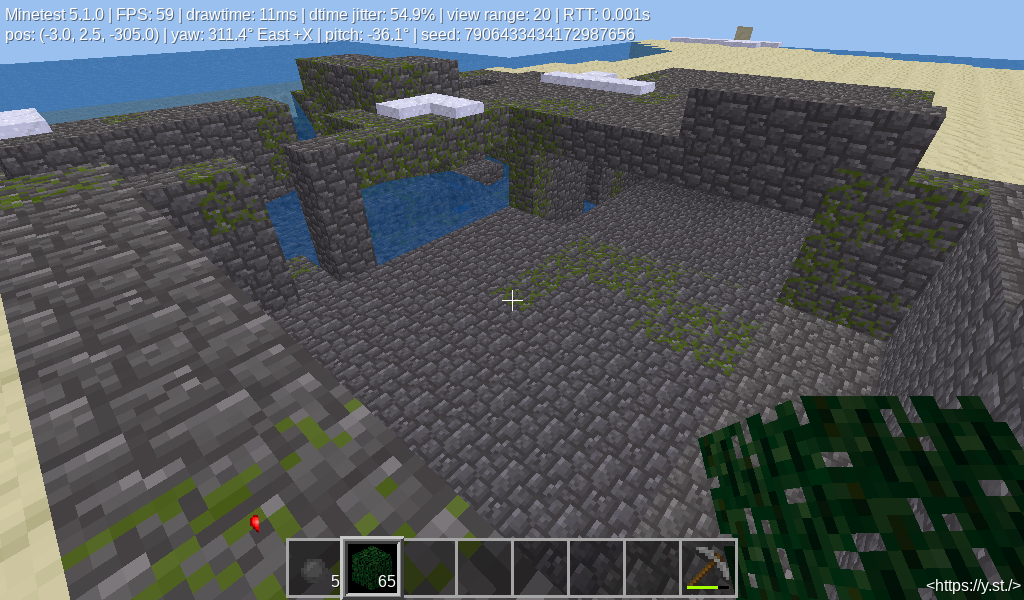 Minetest 5.1.0 | FPS: 59 | drawtime: 11ms | dtime jitter: 54.9% | view range: 20 | RTT: 0.001s
pos: (-3.0, 2.5, -305.0) | yaw: 311.4° East +X | pitch: -36.1° | seed: 7906433434172987656
5
65
<https://y.st./>